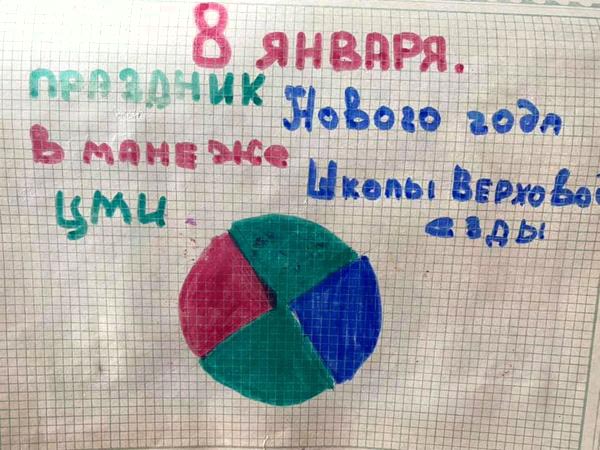 8 ЯНВАРЯ.
ПРАЗДНИК Нового года
В МАНЕЖЕ Школы ВЕРХОВОЙ
ЦМИ езды